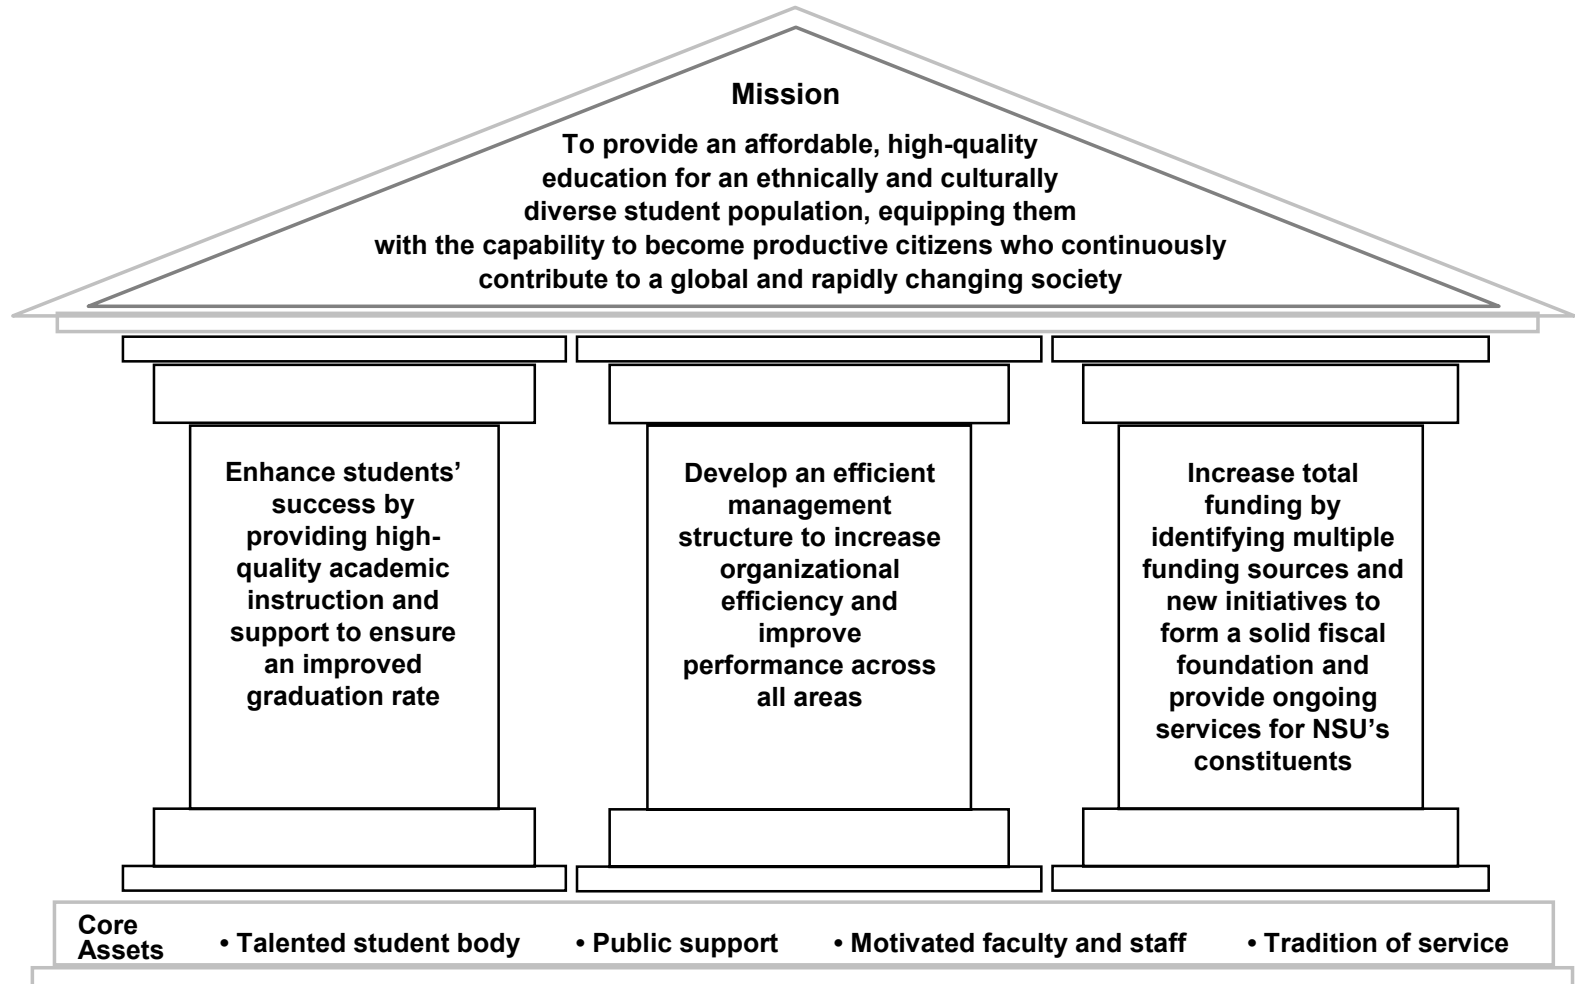 Mission
To provide an affordable, high-quality
education for an ethnically and culturally
diverse student population, equipping them
with the capability to become productive citizens who continuously
contribute to a global and rapidly changing society
Enhance students’
success by
providing high-
quality academic
instruction and
support to ensure
an improved
graduation rate
Develop an efficient
management
structure to increase
organizational
efficiency and
improve
performance across
all areas
Increase total
funding by
identifying multiple
funding sources and
new initiatives to
form a solid fiscal
foundation and
provide ongoing
services for NSU’s
constituents
Core
Assets
• Talented student body
• Public support
• Motivated faculty and staff
• Tradition of service